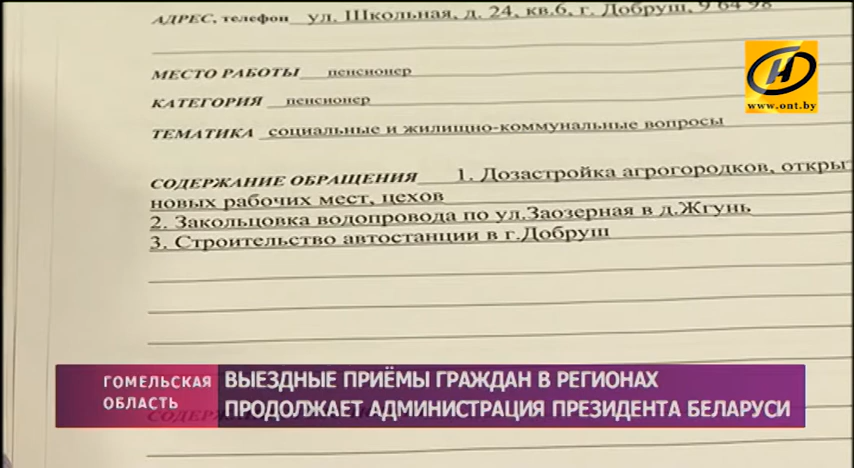 АДРЕС, телефон ул. Школьная, д. 24, кв.6, г. Добруш, 9 64 98
МЕСТО РАБОТЫ пенсионер
www.ont.by
КАТЕГОРИЯ пенсионер
ТЕМАТИКА социальные и жилищно-коммунальные вопросы
СОДЕРЖАНИЕ ОБРАЩЕНИЯ 1. Дозастройка агрогородков, откры
новых рабочих мест, цехов
2. Закольцовка водопровода по ул.Заозерная в д.Жгунь
3. Строительство автостанции в г.Добруш
ГОМЕЛЬСКАЯ
ОБЛАСТЬ
ВЫЕЗДНЫЕ ПРИЁМЫ ГРАЖДАН В РЕГИОНАХ
ПРОДОЛЖАЕТ АДМИНИСТРАЦИЯ ПРЕЗИДЕНТА БЕЛАРУСИ